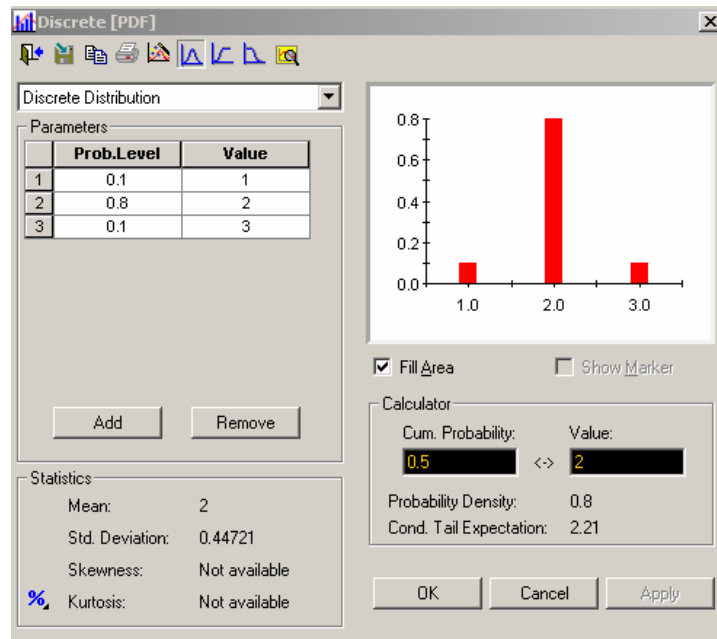 Discrete [PDF]
Discrete Distribution
Parameters
Prob.Level Value
1 0.1 1
2 0.8 2
3 0.1 3
Add Remove
Statistics
Mean: 2
Std. Deviation: 0.44721
Skewness: Not available
Kurtosis: Not available
%
0.8
0.6
0.4
0.2
0.0
1.0 2.0 3.0
Fill Area Show Marker
Calculator
Cum. Probability: Value:
0.5 <-> 2
Probability Density: 0.8
Cond. Tail Expectation: 2.21
OK Cancel Apply